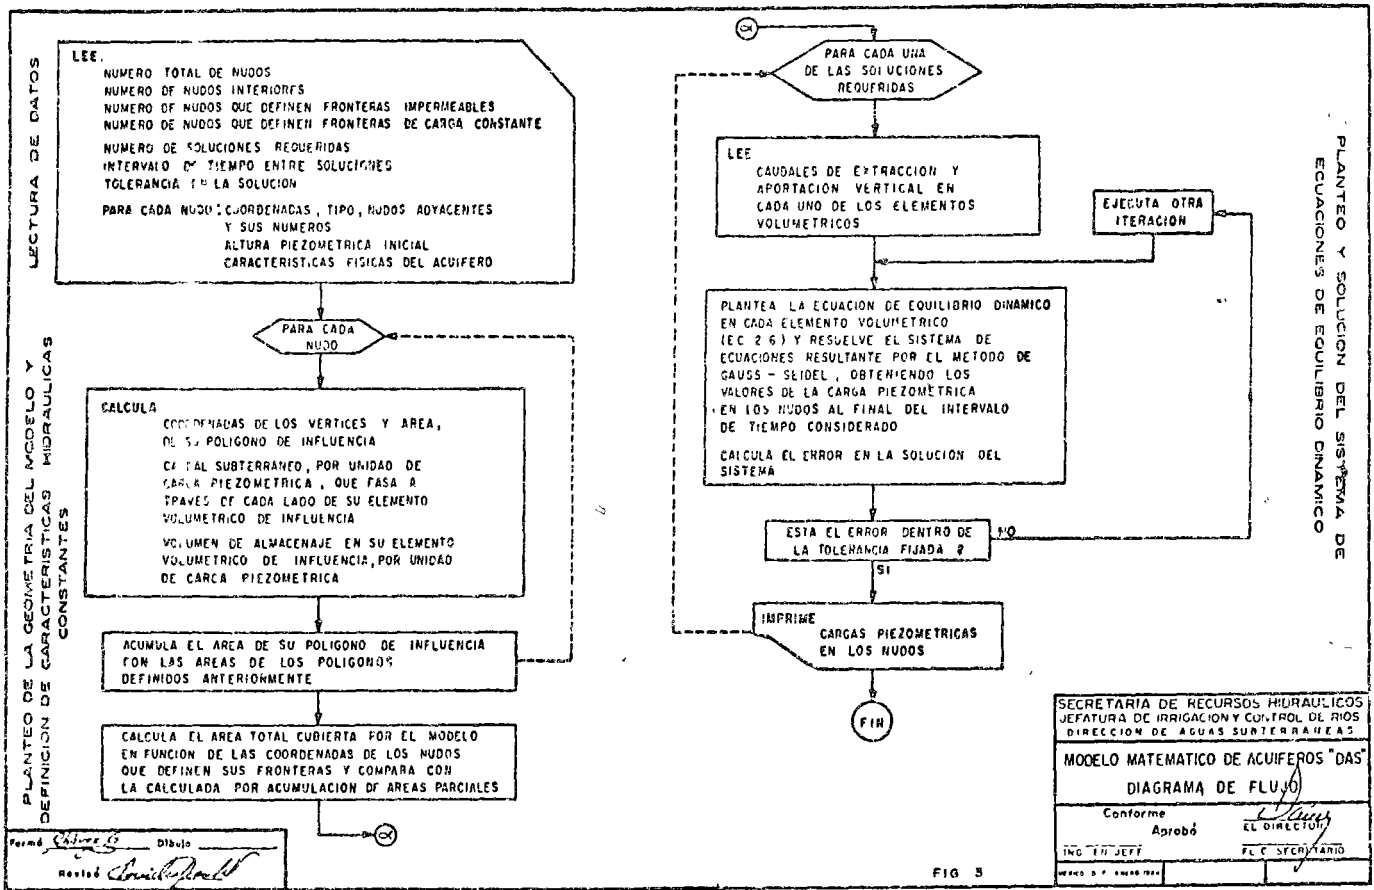 LECTURA DE DATOS
LEE.
NUMERO TOTAL DE NUDOS
NUMERO DE NUDOS INTERIORES
NUMERO DE NUDOS QUE DEFINEN FRONTERAS IMPERMEABLES
NUMERO DE NUDOS QUE DEFINEN FRONTERAS DE CARGA CONSTANTE
NUMERO DE SOLUCIONES REQUERIDAS
INTERVALO DE TIEMPO ENTRE SOLUCIONES
TOLERANCIA EN LA SOLUCION
PARA CADA NUDO: COORDENADAS, TIPO, NUDOS ADYACENTES
Y SUS NUMEROS
ALTURA PIEZOMETRICA INICIAL
CARACTERISTICAS FISICAS DEL ACUIFERO
PLANTEO DE LA GEOMETRIA DEL MODELO Y
DEFINICION DE CARACTERISTICAS HIDRAULICAS
CONSTANTES
PARA CADA
NUDO
CALCULA
COORDENADAS DE LOS VERTICES Y AREA,
DE SU POLIGONO DE INFLUENCIA
CAUDAL SUBTERRANEO, POR UNIDAD DE
CARGA PIEZOMETRICA, QUE PASA A
TRAVES DE CADA LADO DE SU ELEMENTO
VOLUMETRICO DE INFLUENCIA
VOLUMEN DE ALMACENAJE EN SU ELEMENTO
VOLUMETRICO DE INFLUENCIA, POR UNIDAD
DE CARGA PIEZOMETRICA
ACUMULA EL AREA DE SU POLIGONO DE INFLUENCIA
CON LAS AREAS DE LOS POLIGONOS
DEFINIDOS ANTERIORMENTE
CALCULA EL AREA TOTAL CUBIERTA POR EL MODELO
EN FUNCION DE LAS COORDENADAS DE LOS NUDOS
QUE DEFINEN SUS FRONTERAS Y COMPARA CON
LA CALCULADA POR ACUMULACION DE AREAS PARCIALES
α
Formó Chávez G Dibujo
Revisó
α
PARA CADA UNA
DE LAS SOLUCIONES
REQUERIDAS
LEE
CAUDALES DE EXTRACCION Y
APORTACION VERTICAL EN
CADA UNO DE LOS ELEMENTOS
VOLUMETRICOS
EJECUTA OTRA
ITERACION
PLANTEA LA ECUACION DE EQUILIBRIO DINAMICO
EN CADA ELEMENTO VOLUMETRICO
(EC 2 6) Y RESUELVE EL SISTEMA DE
ECUACIONES RESULTANTE POR EL METODO DE
GAUSS - SEIDEL, OBTENIENDO LOS
VALORES DE LA CARGA PIEZOMETRICA
EN LOS NUDOS AL FINAL DEL INTERVALO
DE TIEMPO CONSIDERADO
CALCULA EL ERROR EN LA SOLUCION DEL
SISTEMA
ESTA EL ERROR DENTRO DE
LA TOLERANCIA FIJADA ?
NO
SI
IMPRIME
CARGAS PIEZOMETRICAS
EN LOS NUDOS
FIN
PLANTEO Y SOLUCION DEL SISTEMA DE
ECUACIONES DE EQUILIBRIO DINAMICO
SECRETARIA DE RECURSOS HIDRAULICOS
JEFATURA DE IRRIGACION Y CONTROL DE RIOS
DIRECCION DE AGUAS SUBTERRANEAS
MODELO MATEMATICO DE ACUIFEROS "DAS"
DIAGRAMA DE FLUJO
Conforme
Aprobó
EL DIRECTOR
ING EN JEFE
EL C SECRETARIO
MEXICO D F ENERO
FIG 3